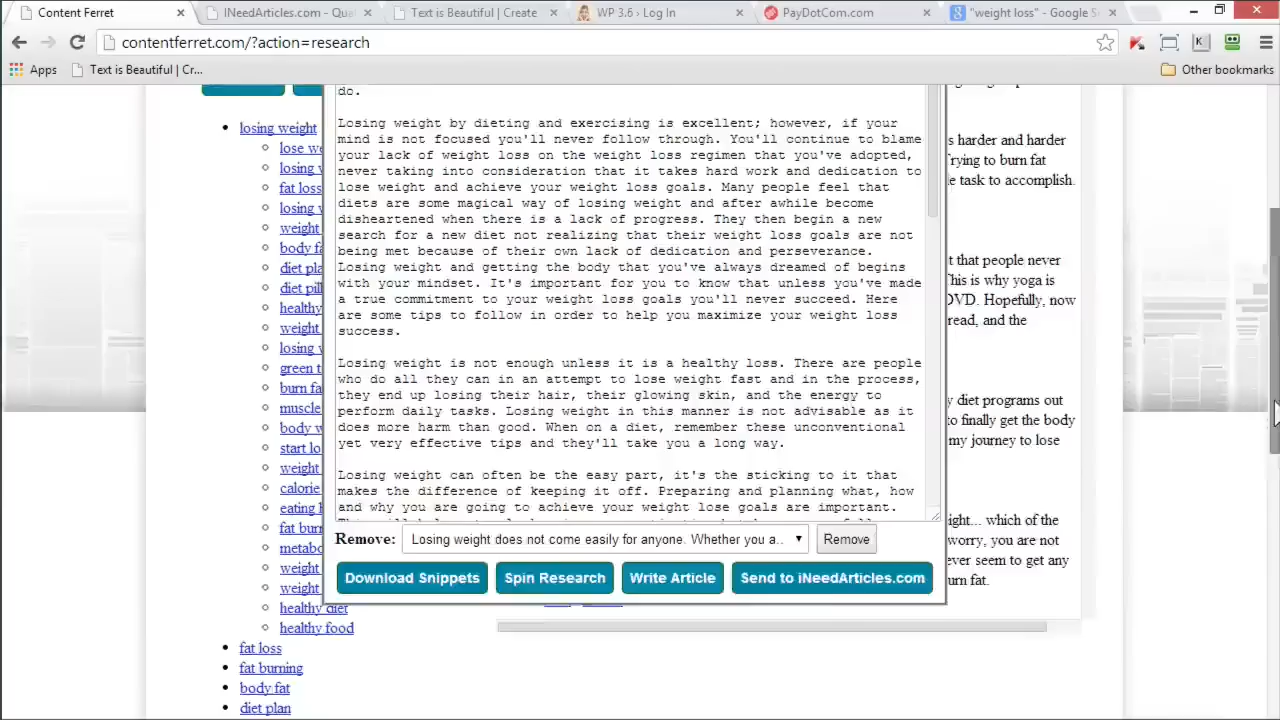 Content Ferret
INeedArticles.com - Qua
Text is Beautiful | Create
WP 3.6 › Log In
PayDotCom.com
"weight loss" - Google S
contentferret.com/?action=research
Apps
Text is Beautiful | Cr...
Other bookmarks
losing weight
lose we
losing v
fat loss
losing v
weight
body fa
diet pla
diet pill
healthy
weight
losing v
green t
burn fa
muscle
body w
start lo
weight
calorie
eating h
fat burr
metabo
weight
weight
healthy diet
healthy food
fat loss
fat burning
body fat
diet plan
do.
Losing weight by dieting and exercising is excellent; however, if your
mind is not focused you'll never follow through. You'll continue to blame
your lack of weight loss on the weight loss regimen that you've adopted,
never taking into consideration that it takes hard work and dedication to
lose weight and achieve your weight loss goals. Many people feel that
diets are some magical way of losing weight and after awhile become
disheartened when there is a lack of progress. They then begin a new
search for a new diet not realizing that their weight loss goals are not
being met because of their own lack of dedication and perseverance.
Losing weight and getting the body that you've always dreamed of begins
with your mindset. It's important for you to know that unless you've made
a true commitment to your weight loss goals you'll never succeed. Here
are some tips to follow in order to help you maximize your weight loss
success.
Losing weight is not enough unless it is a healthy loss. There are people
who do all they can in an attempt to lose weight fast and in the process,
they end up losing their hair, their glowing skin, and the energy to
perform daily tasks. Losing weight in this manner is not advisable as it
does more harm than good. When on a diet, remember these unconventional
yet very effective tips and they'll take you a long way.
Losing weight can often be the easy part, it's the sticking to it that
makes the difference of keeping it off. Preparing and planning what, how
and why you are going to achieve your weight lose goals are important.
Remove:
Losing weight does not come easily for anyone. Whether you a..
Remove
Download Snippets
Spin Research
Write Article
Send to iNeedArticles.com
s harder and harder
Trying to burn fat
le task to accomplish.
t that people never
This is why yoga is
DVD. Hopefully, now
read, and the
y diet programs out
to finally get the body
my journey to lose
ight... which of the
worry, you are not
ever seem to get any
urn fat.